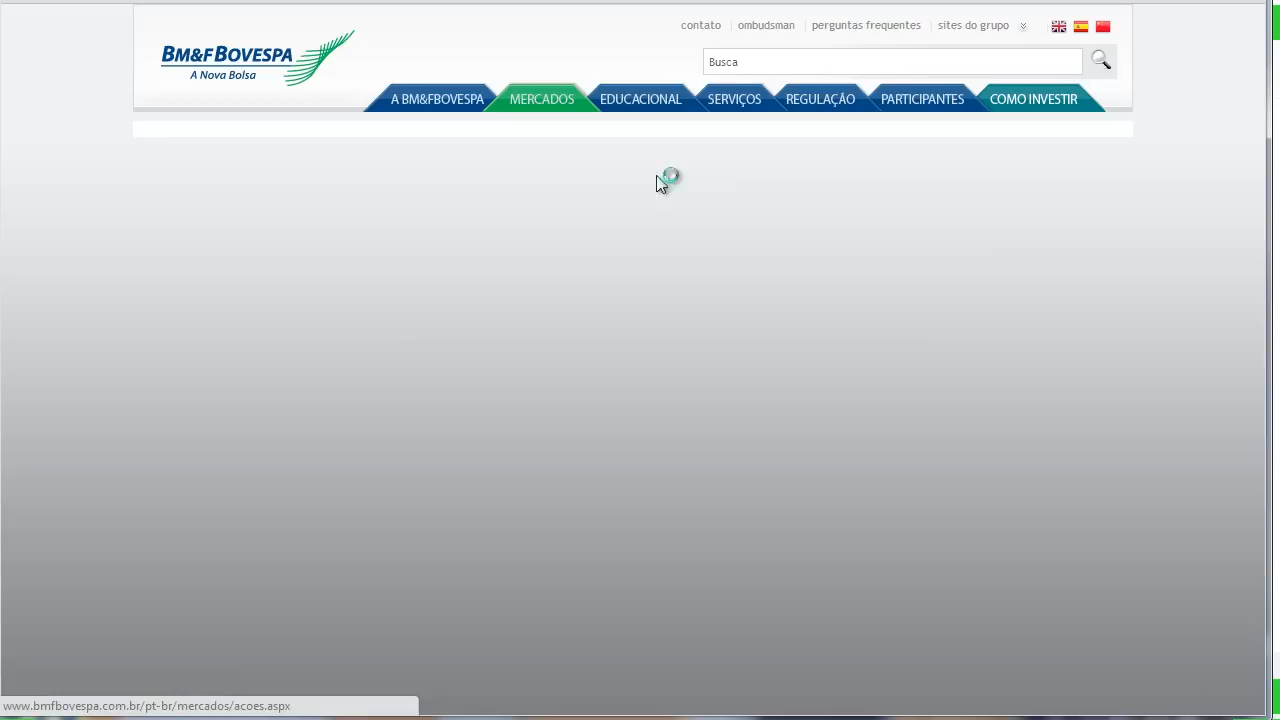 contato
ombudsman
perguntas frequentes
sites do grupo
BM&FBOVESPA
A Nova Bolsa
Busca
A BM&FBOVESPA
MERCADOS
EDUCACIONAL
SERVIÇOS
REGULAÇÃO
PARTICIPANTES
COMO INVESTIR
www.bmfbovespa.com.br/pt-br/mercados/acoes.aspx